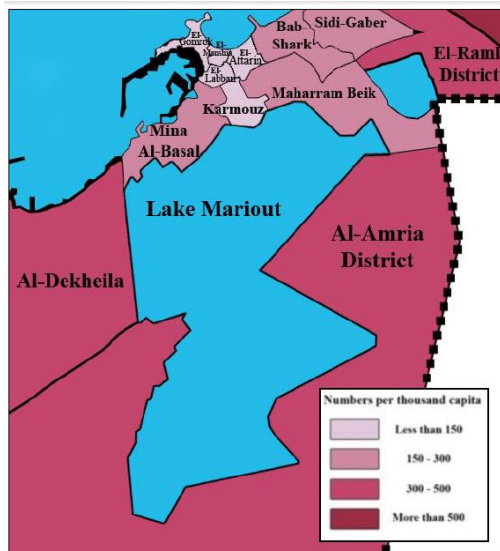 Sidi-Gaber
Bab-
Shark
El-
Gomrok
El-
Manshia
El-
Attarin
El-Raml
District
El-
Labban
Karmouz
Maharram Beik
Mina
Al-Basal
Lake Mariout
Al-Amria
District
Al-Dekheila
Numbers per thousand capita
Less than 150
150 - 300
300 - 500
More than 500